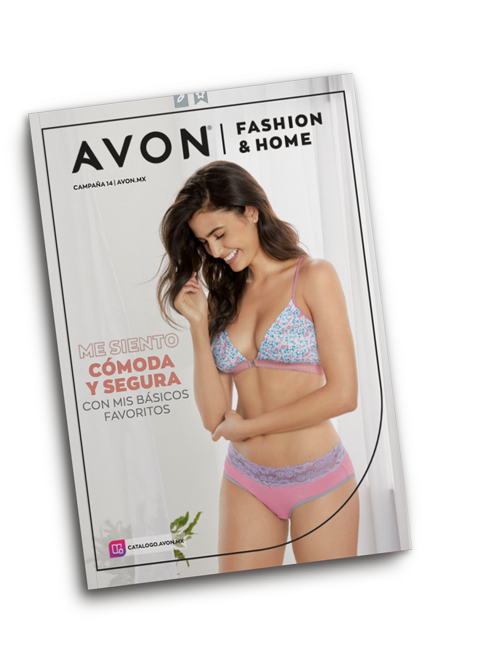 AVON® | FASHION
& HOME
CAMPAÑA 14 | AVON.MX
ME SIENTO
CÓMODA
Y SEGURA
CON MIS BÁSICOS
FAVORITOS
CATALOGO.AVON.MX